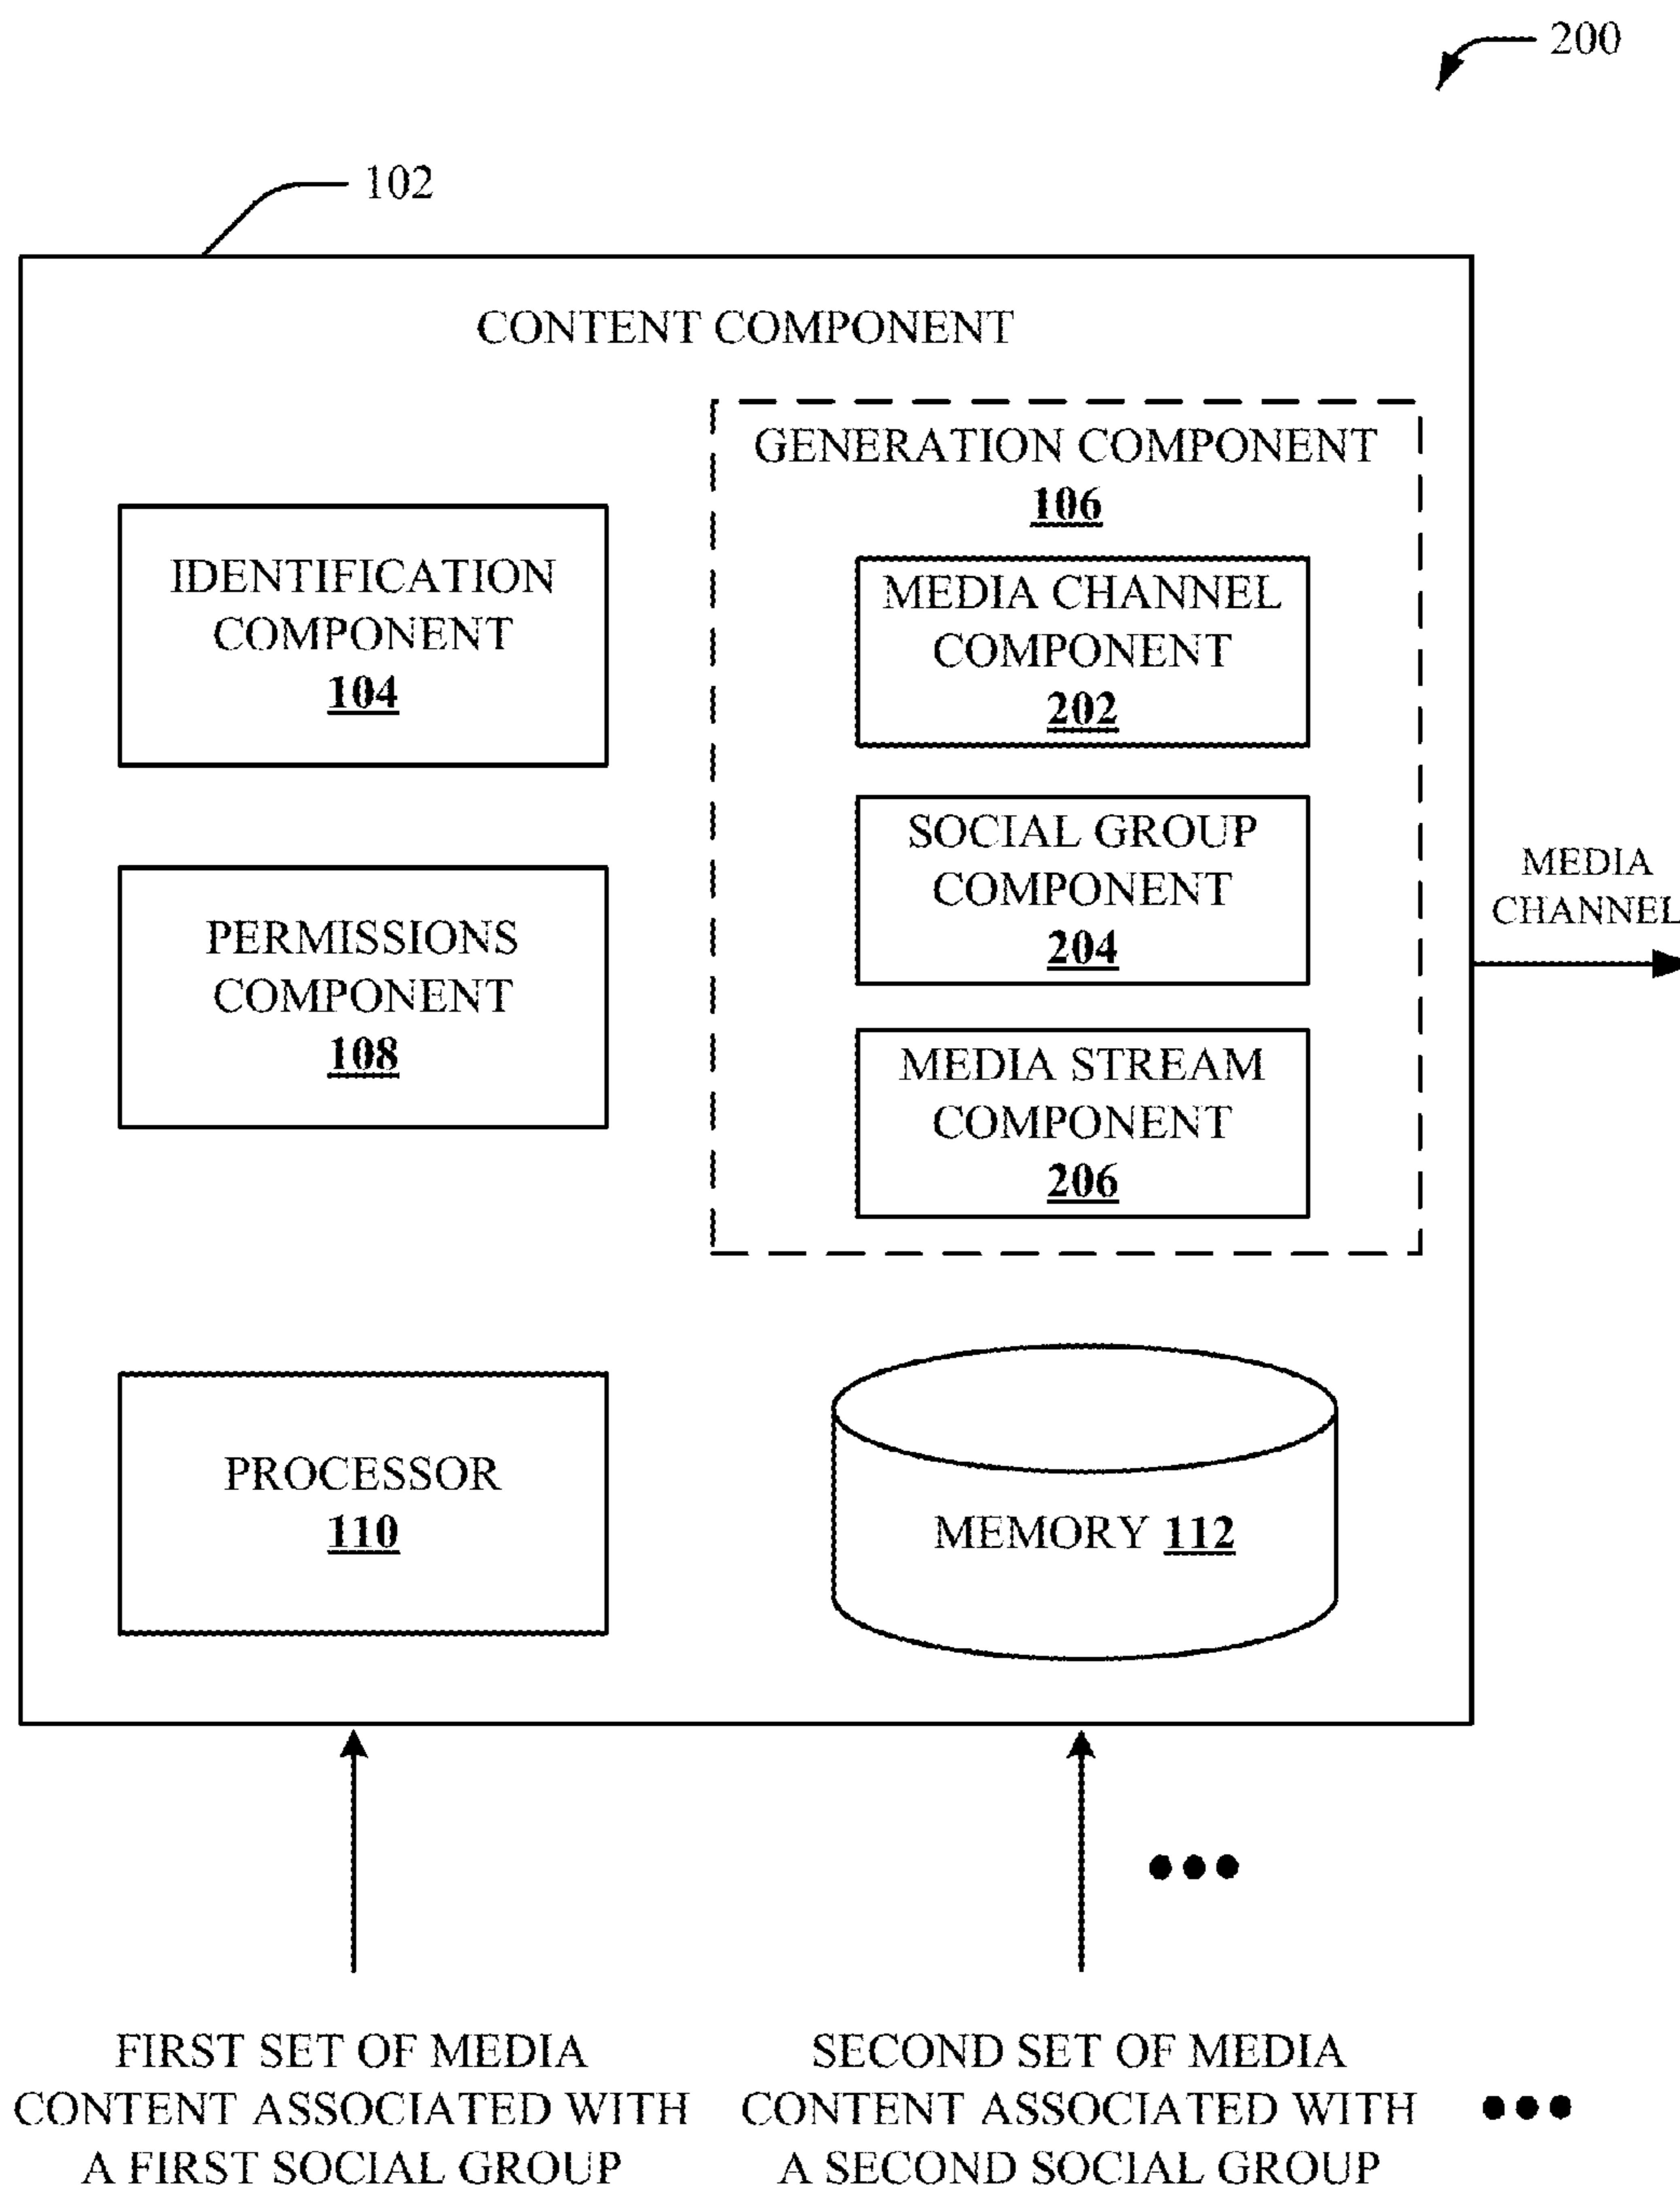 200
102
CONTENT COMPONENT
GENERATION COMPONENT
106
IDENTIFICATION
COMPONENT
104
MEDIA CHANNEL
COMPONENT
202
SOCIAL GROUP
COMPONENT
204
MEDIA
CHANNEL
PERMISSIONS
COMPONENT
108
MEDIA STREAM
COMPONENT
206
PROCESSOR
110
MEMORY 112
FIRST SET OF MEDIA
CONTENT ASSOCIATED WITH
A FIRST SOCIAL GROUP
SECOND SET OF MEDIA
CONTENT ASSOCIATED WITH
A SECOND SOCIAL GROUP